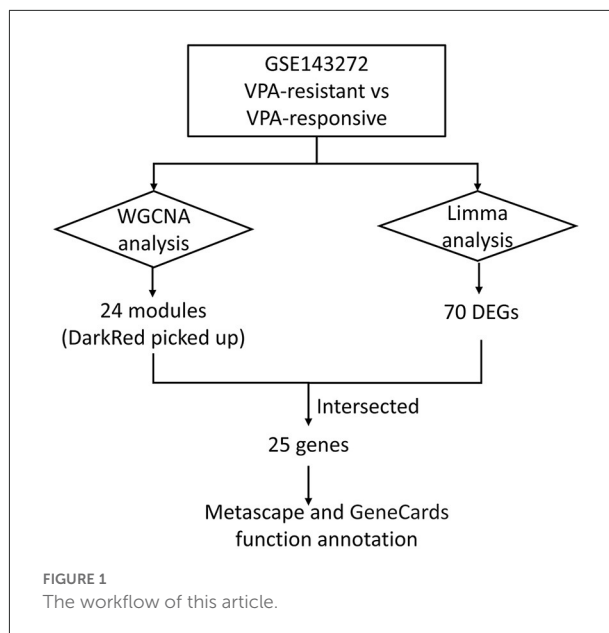 GSE143272
VPA-resistant vs
VPA-responsive
WGCNA
analysis
Limma
analysis
24 modules
(DarkRed picked up)
70 DEGs
Intersected
25 genes
Metascape and GeneCards
function annotation
FIGURE 1
The workflow of this article.